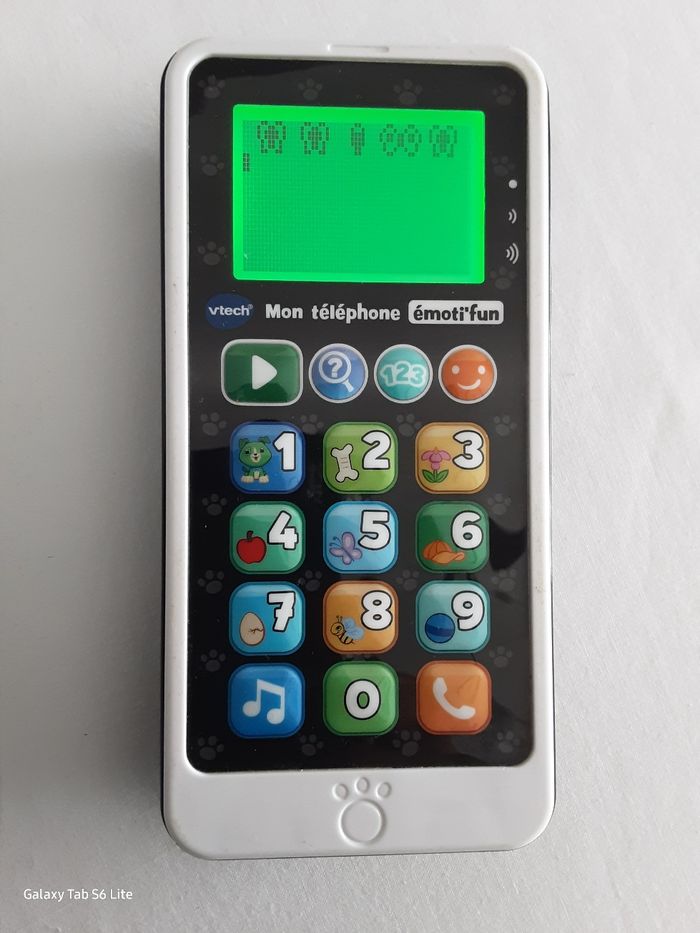 vtech® Mon téléphone émoti'fun
? 123
1 2 3
4 5 6
7 8 9
0
Galaxy Tab S6 Lite